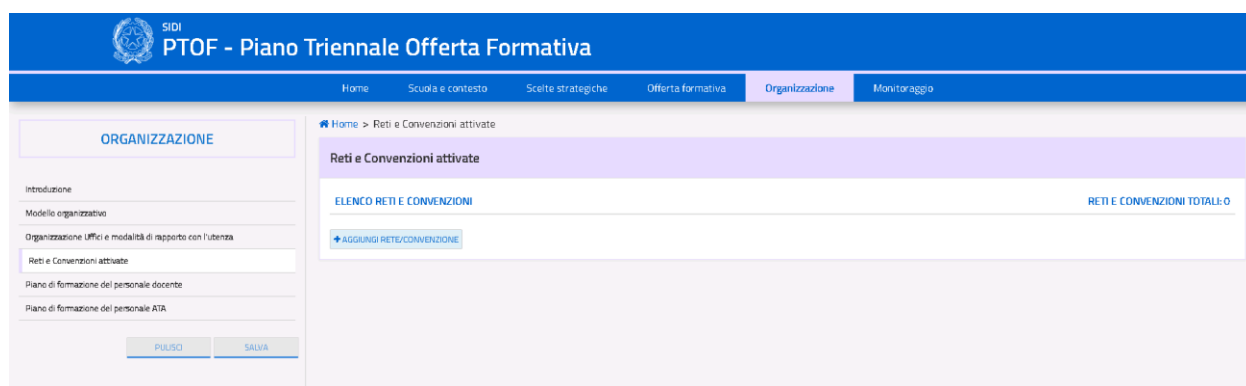 SIDI
PTOF - Piano Triennale Offerta Formativa
Home Scuola e contesto Scelte strategiche Offerta formativa Organizzazione Monitoraggio
ORGANIZZAZIONE
Introduzione
Modello organizzativo
Organizzazione Uffici e modalità di rapporto con l'utenza
Reti e Convenzioni attivate
Piano di formazione del personale docente
Piano di formazione del personale ATA
PULISCI SALVA
Home > Reti e Convenzioni attivate
Reti e Convenzioni attivate
ELENCO RETI E CONVENZIONI RETI E CONVENZIONI TOTALI: 0
+ AGGIUNGI RETE/CONVENZIONE